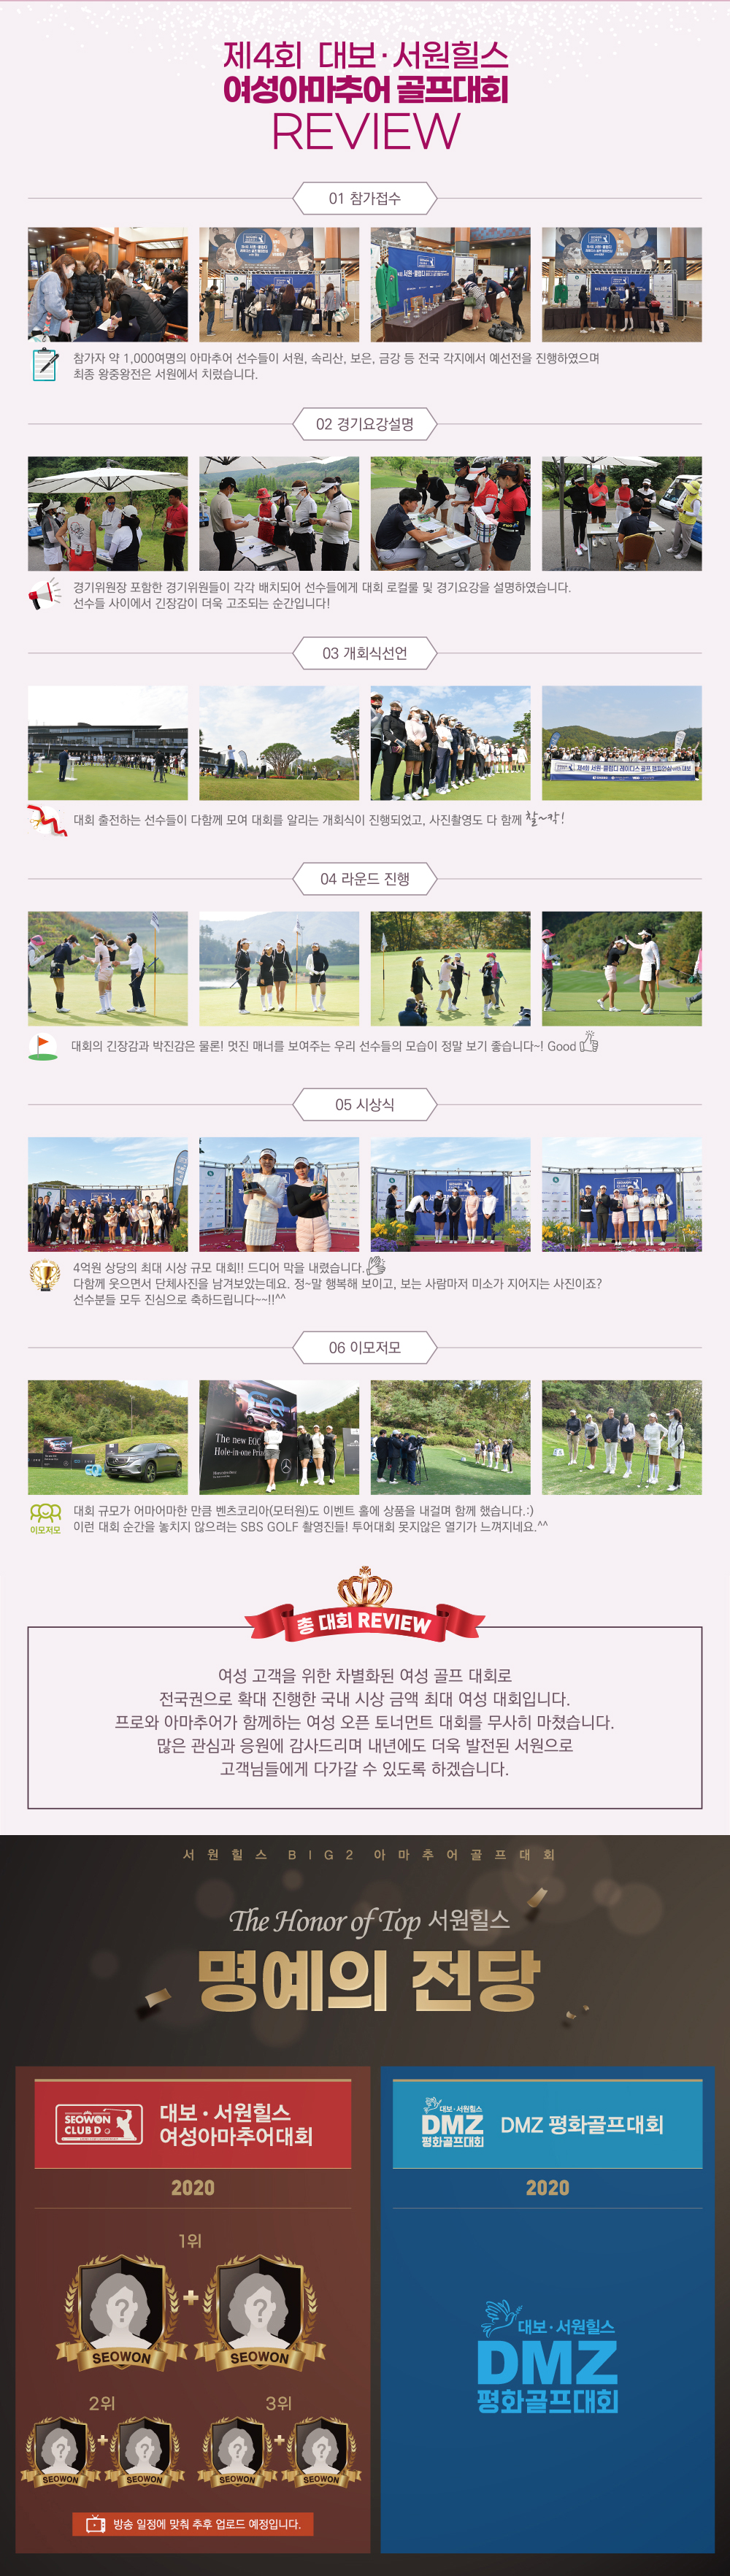 제4회 대보·서원힐스
여성아마추어 골프대회
REVIEW
01 참가접수
참가자 약 1,000여명의 아마추어 선수들이 서원, 속리산, 보은, 금강 등 전국 각지에서 예선전을 진행하였으며
최종 왕중왕전은 서원에서 치렀습니다.
02 경기요강설명
경기위원장 포함한 경기위원들이 각각 배치되어 선수들에게 대회 로컬룰 및 경기요강을 설명하였습니다.
선수들 사이에서 긴장감이 더욱 고조되는 순간입니다!
03 개회식선언
제4회 서원·클럽디 레이디스 골프 챔피언십 with 대보
대회 출전하는 선수들이 다함께 모여 대회를 알리는 개회식이 진행되었고, 사진촬영도 다 함께 찰~칵!
04 라운드 진행
대회의 긴장감과 박진감은 물론! 멋진 매너를 보여주는 우리 선수들의 모습이 정말 보기 좋습니다~! Good
05 시상식
4억원 상당의 최대 시상 규모 대회!! 드디어 막을 내렸습니다.
다함께 웃으면서 단체사진을 남겨보았는데요. 정~말 행복해 보이고, 보는 사람마저 미소가 지어지는 사진이죠?
선수분들 모두 진심으로 축하드립니다~~!!^^
06 이모저모
The new EQC
Hole-in-one Prize
대회 규모가 어마어마한 만큼 벤츠코리아(모터원)도 이벤트 홀에 상품을 내걸며 함께 했습니다.:)
이모저모
이런 대회 순간을 놓치지 않으려는 SBS GOLF 촬영진들! 투어대회 못지않은 열기가 느껴지네요.^^
총 대회 REVIEW
여성 고객을 위한 차별화된 여성 골프 대회로
전국권으로 확대 진행한 국내 시상 금액 최대 여성 대회입니다.
프로와 아마추어가 함께하는 여성 오픈 토너먼트 대회를 무사히 마쳤습니다.
많은 관심과 응원에 감사드리며 내년에도 더욱 발전된 서원으로
고객님들에게 다가갈 수 있도록 하겠습니다.
서원힐스 BIG2 아마추어골프대회
The Honor of Top 서원힐스
명예의 전당
SEOWON
CLUB D
대보·서원힐스
여성아마추어대회
2020
1위
SEOWON
SEOWON
2위
3위
SEOWON
SEOWON
SEOWON
SEOWON
방송 일정에 맞춰 추후 업로드 예정입니다.
대보·서원힐스
DMZ
평화골프대회
DMZ 평화골프대회
2020
대보·서원힐스
DMZ
평화골프대회